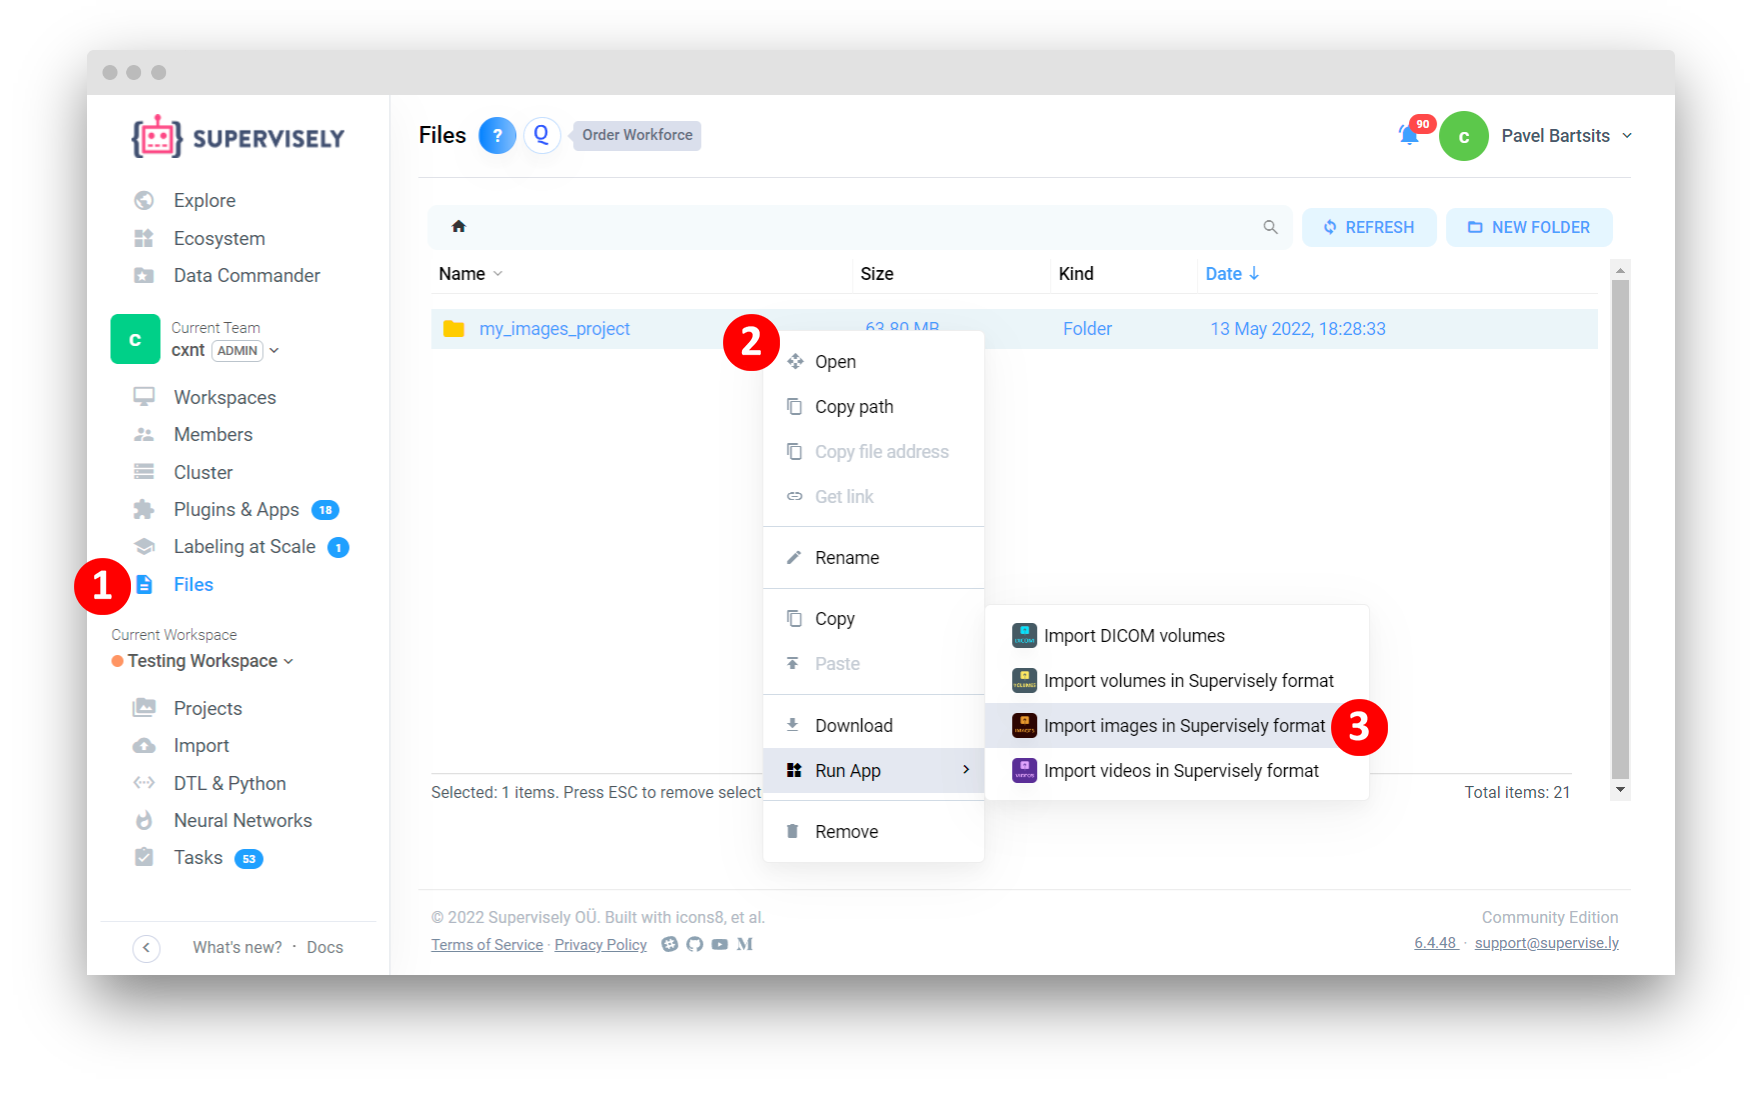 SUPERVISELY
Explore
Ecosystem
Data Commander
c
Current Team
cxnt ADMIN
Workspaces
Members
Cluster
Plugins & Apps 18
Labeling at Scale 1
1
Files
Current Workspace
Testing Workspace
Projects
Import
DTL & Python
Neural Networks
Tasks 53
What's new? · Docs
Files ? Q Order Workforce
90
c
Pavel Bartsits
REFRESH
NEW FOLDER
Name Size Kind Date
my_images_project 63.80 MB Folder 13 May 2022, 18:28:33
2
Open
Copy path
Copy file address
Get link
Rename
Copy
Paste
Download
Run App
Remove
Import DICOM volumes
Import volumes in Supervisely format
Import images in Supervisely format
3
Import videos in Supervisely format
Selected: 1 items. Press ESC to remove select
Total items: 21
© 2022 Supervisely OÜ. Built with icons8, et al.
Terms of Service · Privacy Policy
Community Edition
6.4.48 · support@supervise.ly